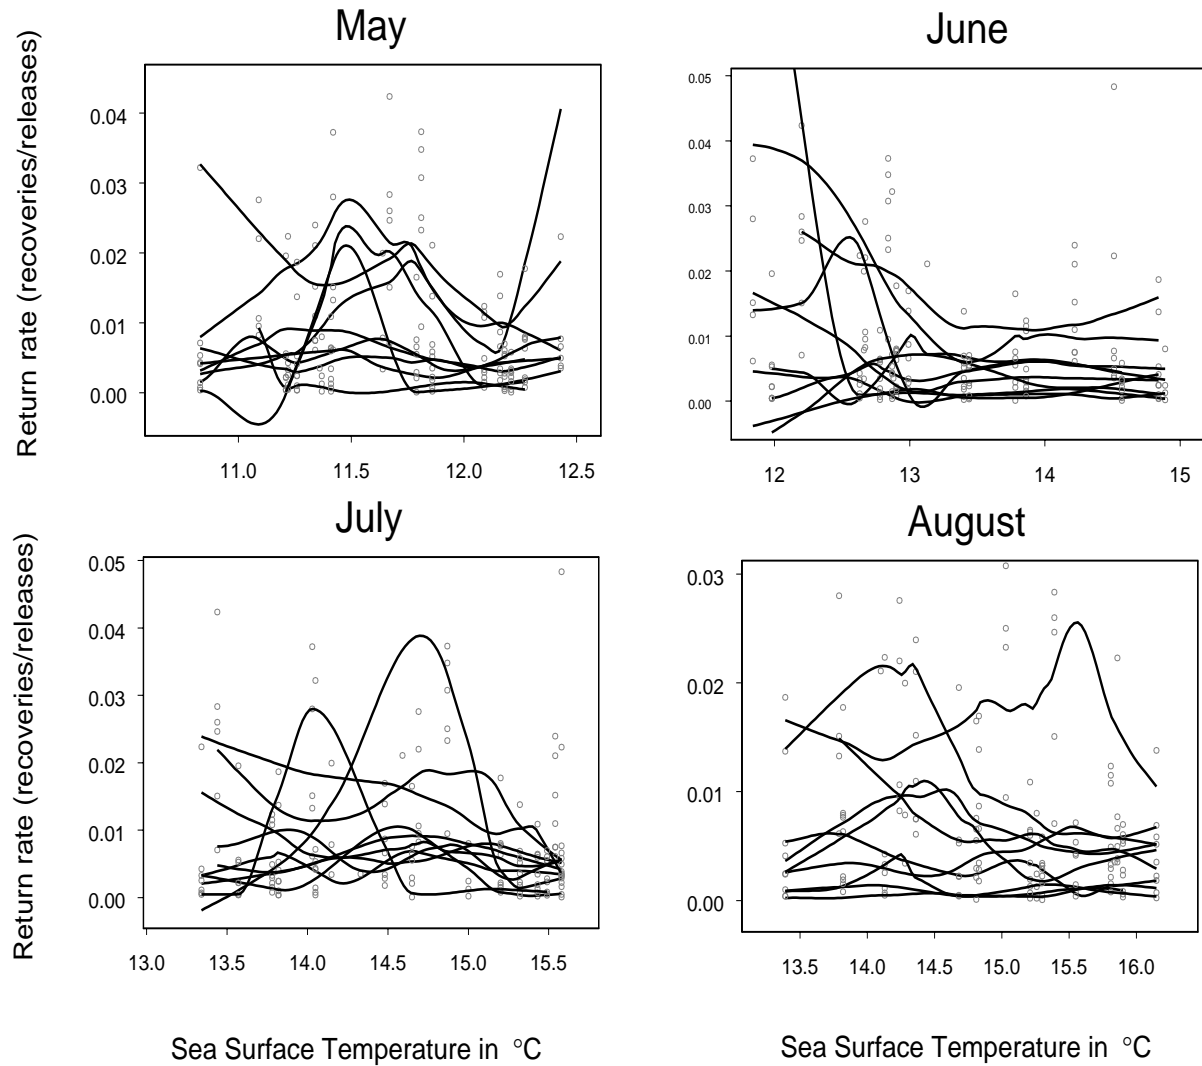 May
June
Return rate (recoveries/releases)
0.04
0.03
0.02
0.01
0.00
11.0 11.5 12.0 12.5
0.05
0.04
0.03
0.02
0.01
0.00
12 13 14 15
July
August
Return rate (recoveries/releases)
0.05
0.04
0.03
0.02
0.01
0.00
13.0 13.5 14.0 14.5 15.0 15.5
0.03
0.02
0.01
0.00
13.5 14.0 14.5 15.0 15.5 16.0
Sea Surface Temperature in °C
Sea Surface Temperature in °C